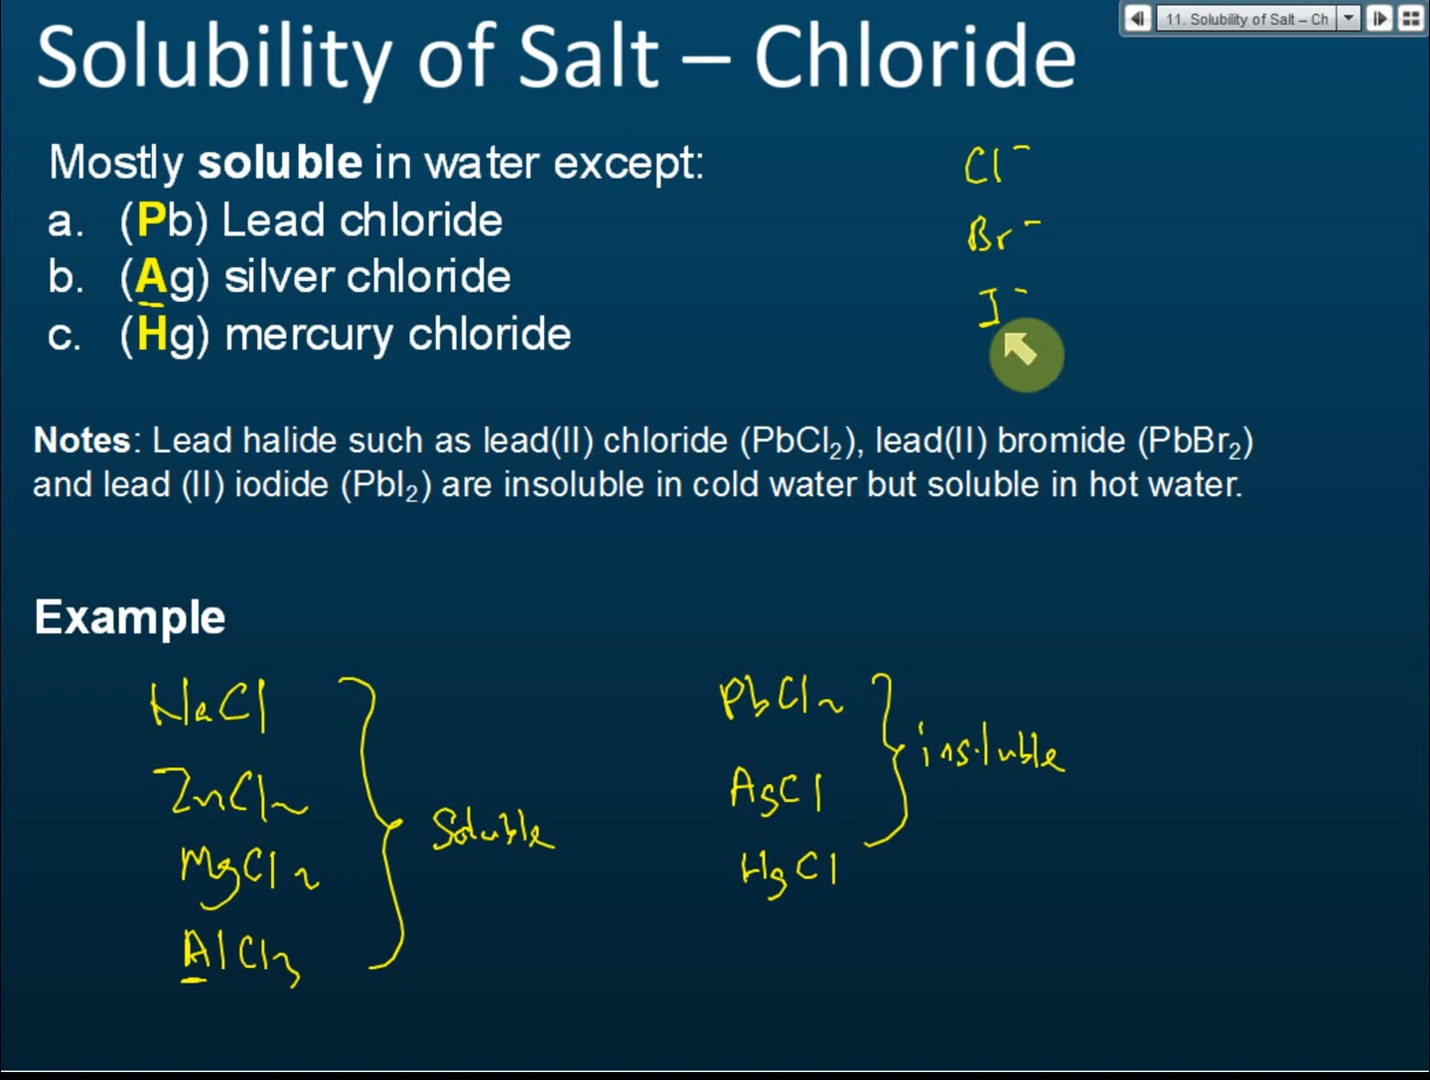 11. Solubility of Salt – Ch
Solubility of Salt – Chloride
Mostly soluble in water except:
a. (Pb) Lead chloride
b. (Ag) silver chloride
c. (Hg) mercury chloride
Cl⁻
Br⁻
I⁻
Notes: Lead halide such as lead(II) chloride (PbCl₂), lead(II) bromide (PbBr₂)
and lead (II) iodide (PbI₂) are insoluble in cold water but soluble in hot water.
Example
NaCl
ZnCl₂
MgCl₂
AlCl₃
Soluble
PbCl₂
AgCl
HgCl
insoluble